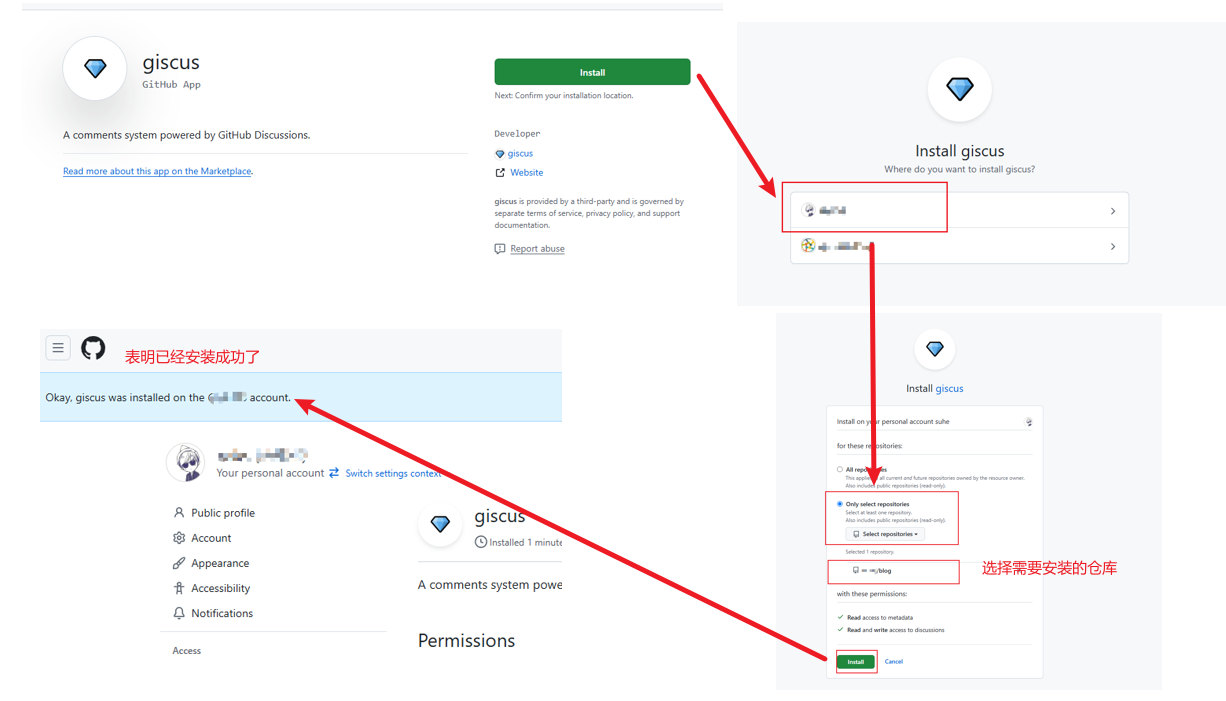 giscus
GitHub App
A comments system powered by GitHub Discussions.
Read more about this app on the Marketplace.
Install
Next: Confirm your installation location.
Developer
giscus
Website
giscus is provided by a third-party and is governed by
separate terms of service, privacy policy, and support
documentation.
Report abuse
Install giscus
Where do you want to install giscus?
表明已经安装成功了
Okay, giscus was installed on the
account.
Your personal account
Switch settings context
Public profile
Account
Appearance
Accessibility
Notifications
Access
giscus
Installed 1 minute
A comments system powe
Permissions
Install giscus
Install on your personal account suhe
for these repositories:
All repositories
This applies all current and future repositories owned by the resource owner.
Also includes public repositories (read-only).
Only select repositories
Select at least one repository.
Also includes public repositories (read-only).
Select repositories
Selected 1 repository.
/blog
选择需要安装的仓库
with these permissions:
Read access to metadata
Read and write access to discussions
Install
Cancel